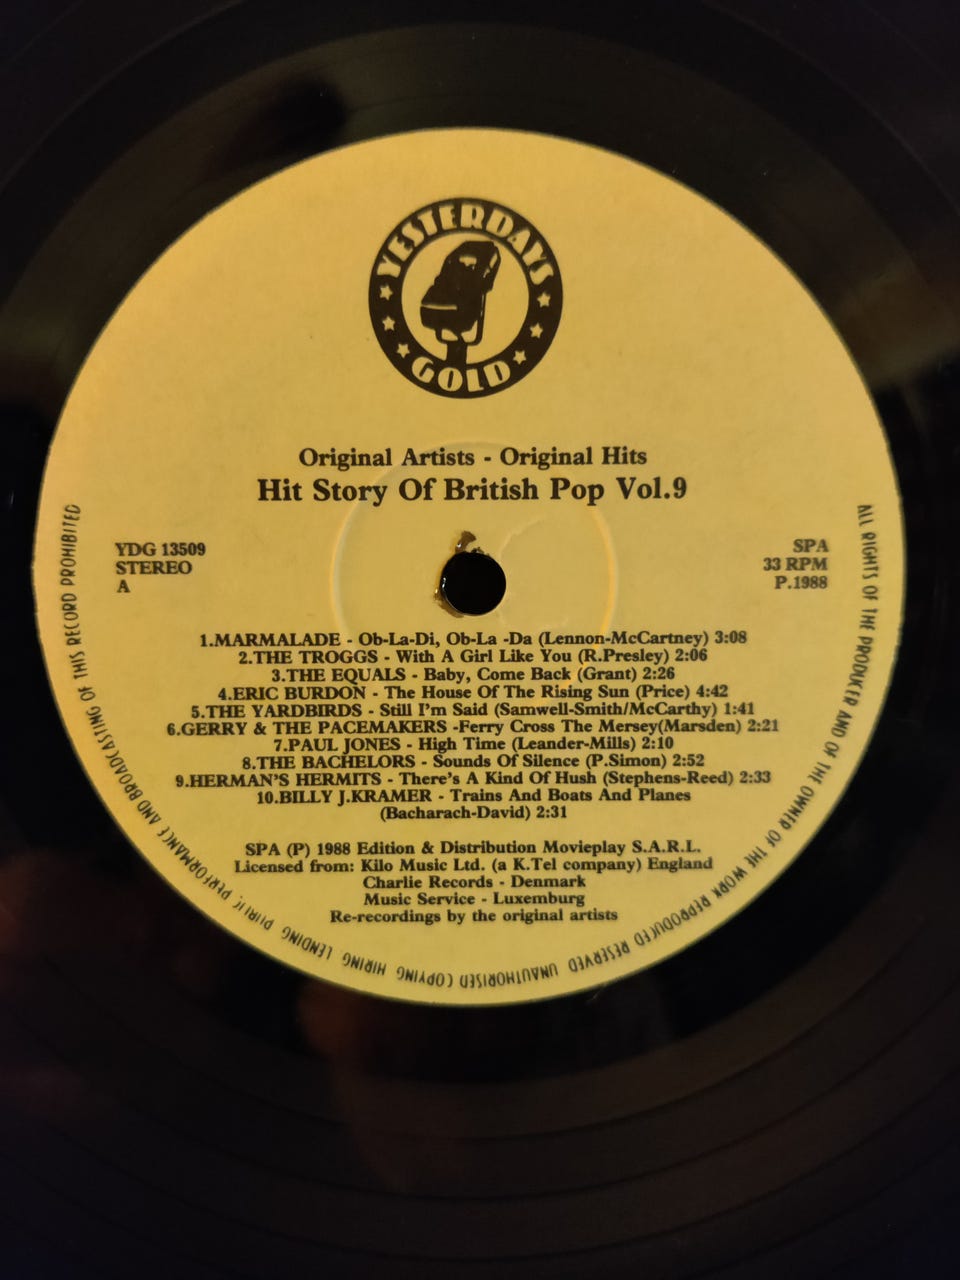 YESTERDAYS
GOLD
Original Artists - Original Hits
Hit Story Of British Pop Vol.9
YDG 13509
STEREO
A
SPA
33 RPM
P.1988
1.MARMALADE - Ob-La-Di, Ob-La -Da (Lennon-McCartney) 3:08
2.THE TROGGS - With A Girl Like You (R.Presley) 2:06
3.THE EQUALS - Baby, Come Back (Grant) 2:26
4.ERIC BURDON - The House Of The Rising Sun (Price) 4:42
5.THE YARDBIRDS - Still I'm Said (Samwell-Smith/McCarthy) 1:41
6.GERRY & THE PACEMAKERS -Ferry Cross The Mersey(Marsden) 2:21
7.PAUL JONES - High Time (Leander-Mills) 2:10
8.THE BACHELORS - Sounds Of Silence (P.Simon) 2:52
9.HERMAN'S HERMITS - There's A Kind Of Hush (Stephens-Reed) 2:33
10.BILLY J.KRAMER - Trains And Boats And Planes
(Bacharach-David) 2:31
SPA (P) 1988 Edition & Distribution Movieplay S.A.R.L.
Licensed from: Kilo Music Ltd. (a K.Tel company) England
Charlie Records - Denmark
Music Service - Luxemburg
Re-recordings by the original artists
ALL RIGHTS OF THE PRODUCER AND OF THE OWNER OF THE WORK REPRODUCED RESERVED UNAUTHORISED COPYING HIRING. LENDING PUBLIC PERFORMANCE AND BROADCASTING OF THIS RECORD PROHIBITED